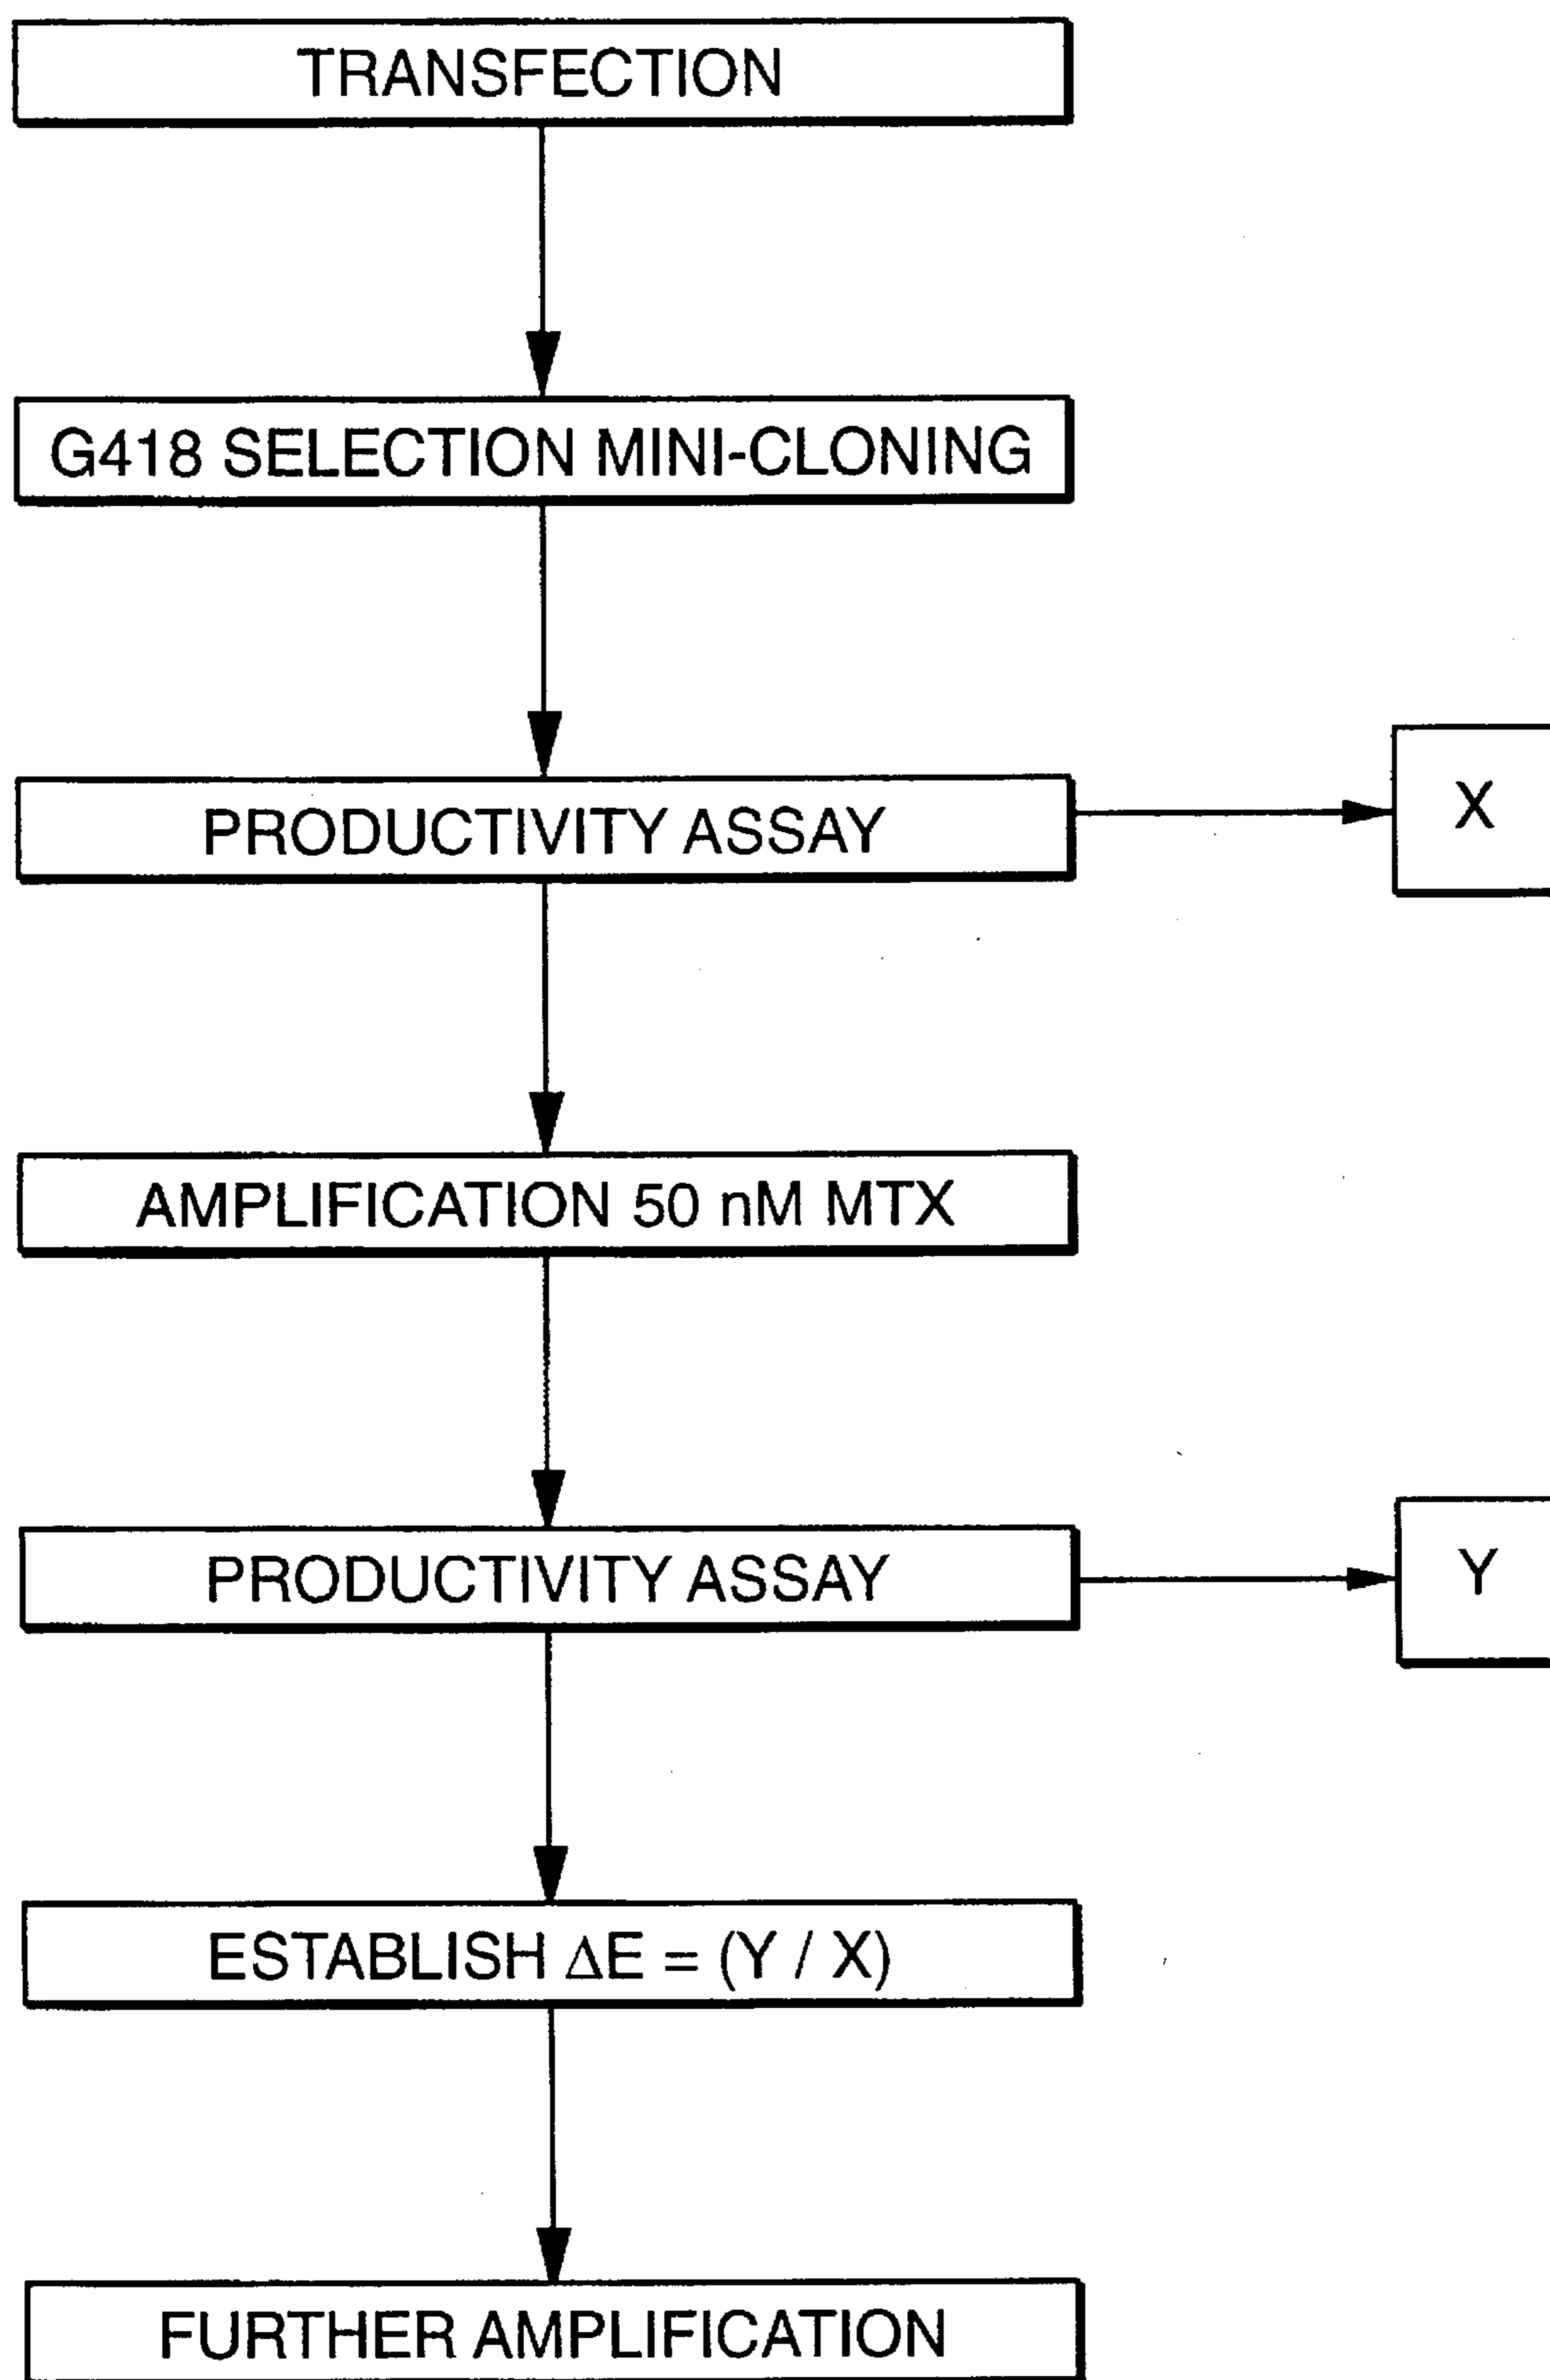 TRANSFECTION
G418 SELECTION MINI-CLONING
PRODUCTIVITY ASSAY
X
AMPLIFICATION 50 nM MTX
PRODUCTIVITY ASSAY
Y
ESTABLISH ΔE = (Y / X)
FURTHER AMPLIFICATION